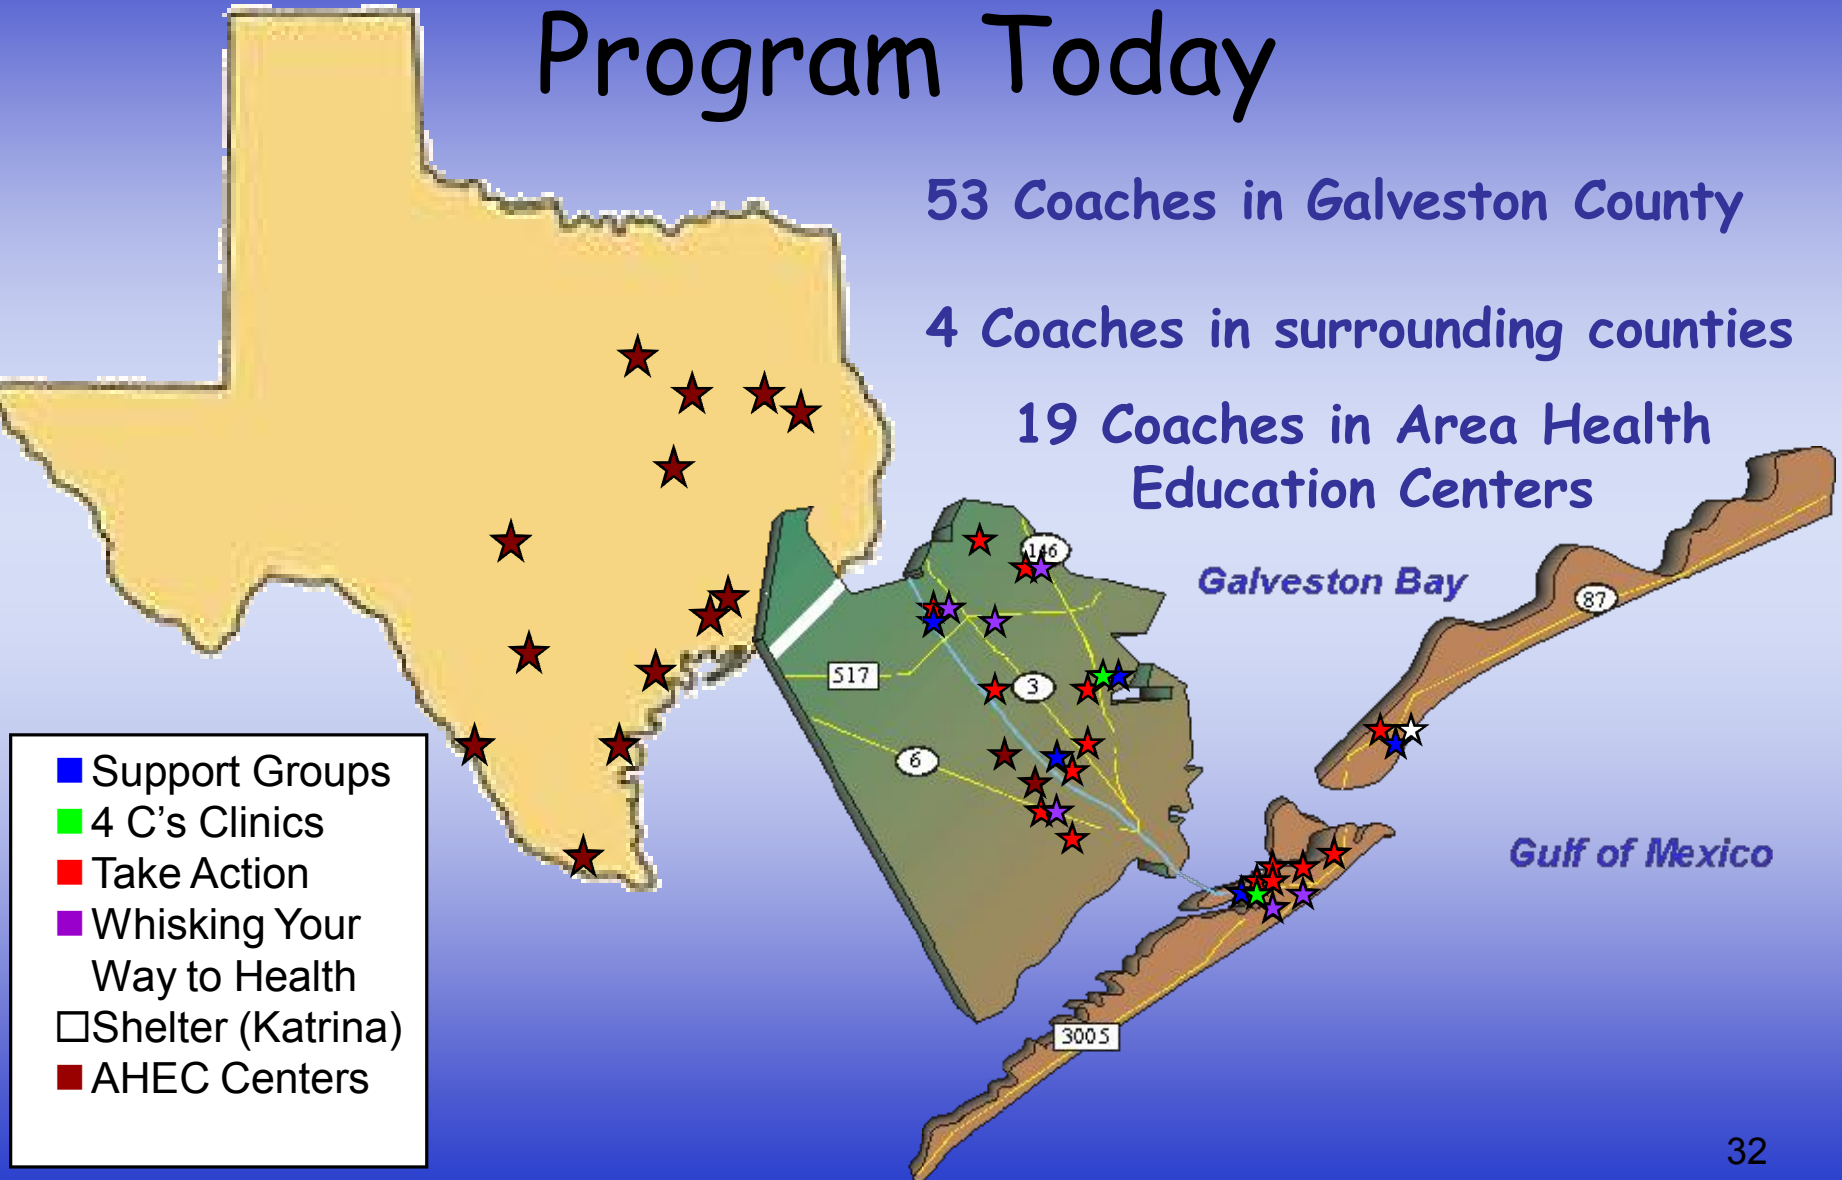 Program Today
53 Coaches in Galveston County
4 Coaches in surrounding counties
19 Coaches in Area Health
Education Centers
146
Galveston Bay
87
517
3
6
Gulf of Mexico
3005
Support Groups
4 C’s Clinics
Take Action
Whisking Your
Way to Health
Shelter (Katrina)
AHEC Centers
32